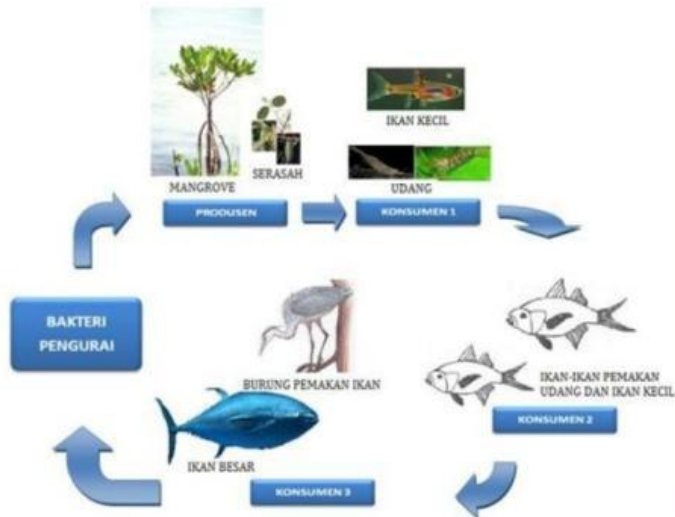 IKAN KECIL
SERASAH
MANGROVE
UDANG
PRODUSEN
KONSUMEN 1
BAKTERI
PENGURAI
BURUNG PEMAKAN IKAN
IKAN-IKAN PEMAKAN
UDANG DAN IKAN KECIL
KONSUMEN 2
IKAN BESAR
KONSUMEN 3